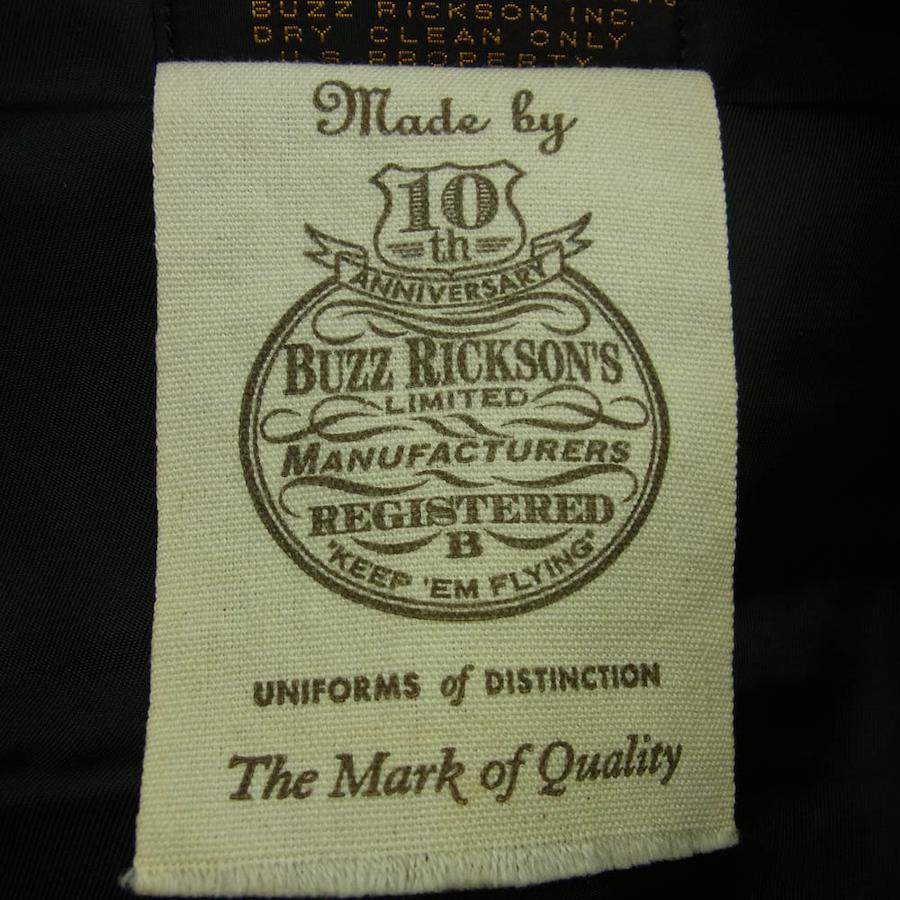 BUZZ RICKSON INC.
DRY CLEAN ONLY
U.S. PROPERTY
Made by
10
th
ANNIVERSARY
BUZZ RICKSON'S
LIMITED
MANUFACTURERS
REGISTERED
B
"KEEP 'EM FLYING"
UNIFORMS of DISTINCTION
The Mark of Quality